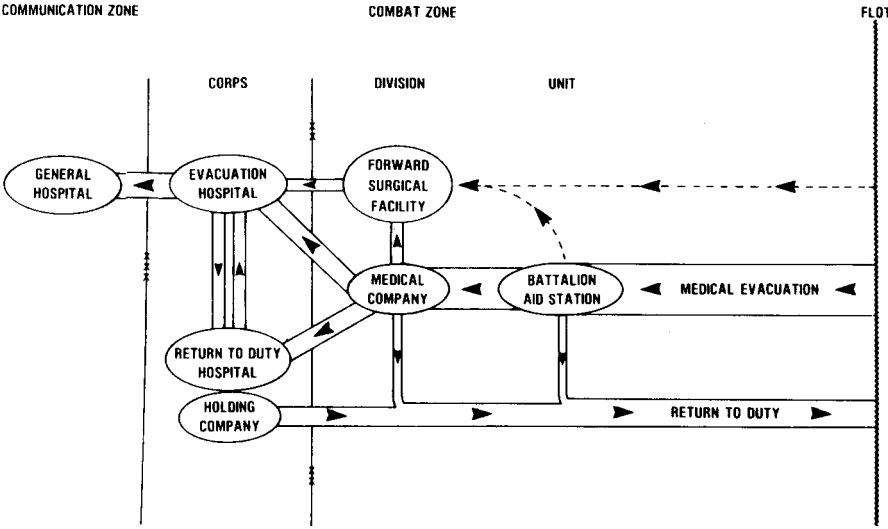 COMMUNICATION ZONE
COMBAT ZONE
FLOT
CORPS
DIVISION
UNIT
GENERAL
HOSPITAL
EVACUATION
HOSPITAL
FORWARD
SURGICAL
FACILITY
MEDICAL
COMPANY
BATTALION
AID STATION
MEDICAL EVACUATION
RETURN TO DUTY
HOSPITAL
HOLDING
COMPANY
RETURN TO DUTY